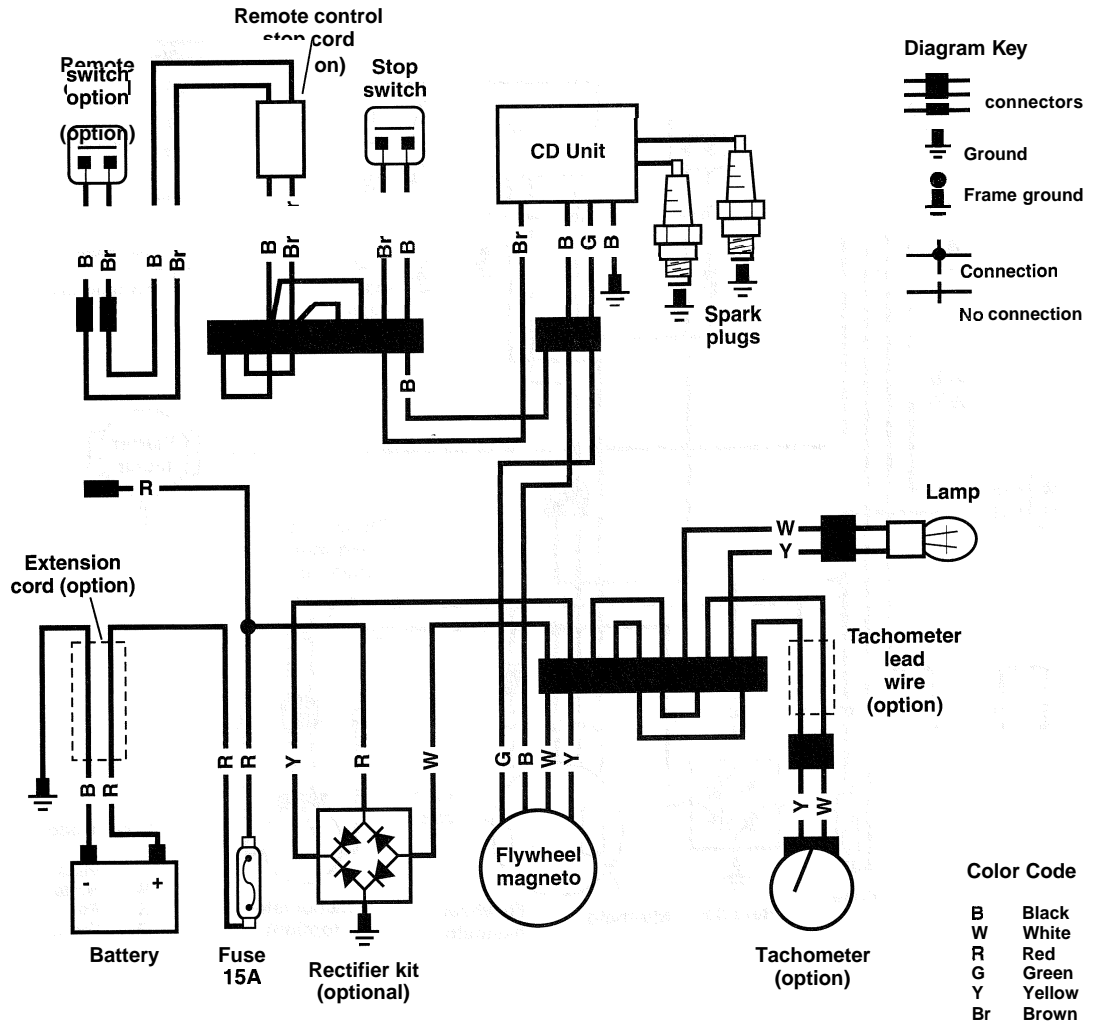 Remote control
stop cord
on)
Remote
switch
option
(option)
Stop
switch
CD Unit
Diagram Key
connectors
Ground
Frame ground
Connection
No connection
Spark
plugs
B
Br
B
Br
B
Br
Br
B
Br
B
G
B
B
R
Extension
cord (option)
W
Y
Lamp
Tachometer
lead
wire
(option)
B
R
R
R
Y
R
W
G
B
W
Y
Y
W
- +
Battery
Fuse
15A
Rectifier kit
(optional)
Flywheel
magneto
Tachometer
(option)
Color Code
B Black
W White
R Red
G Green
Y Yellow
Br Brown